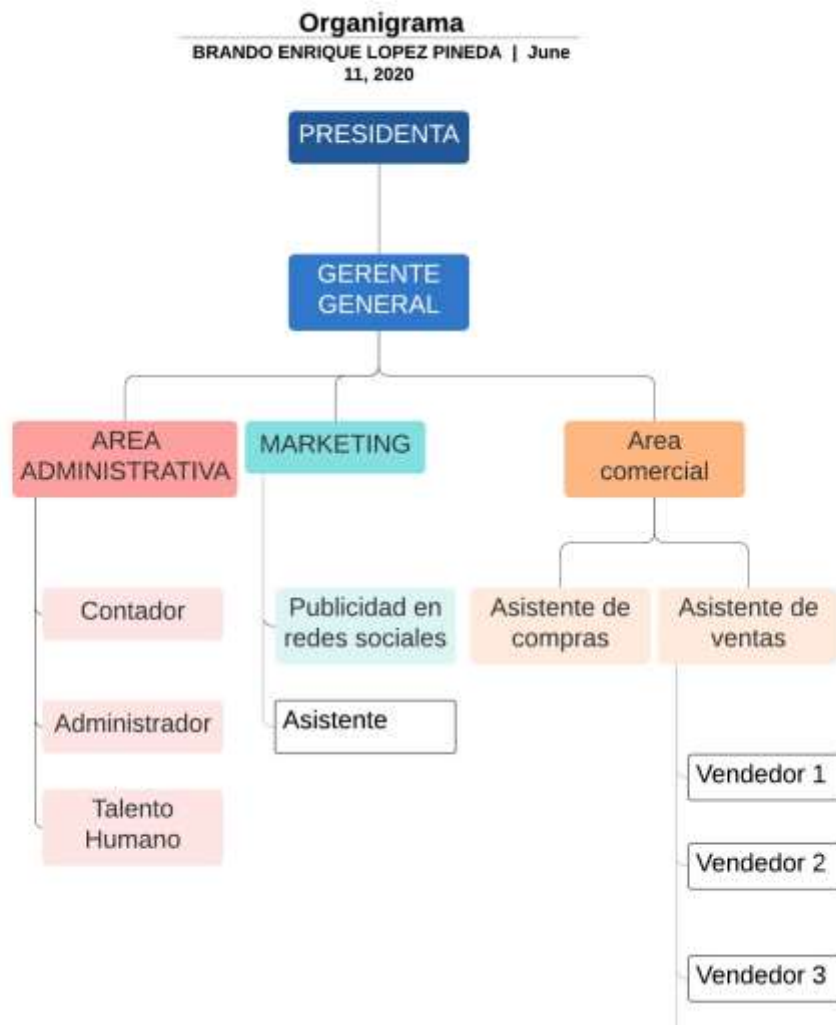 Organigrama
BRANDO ENRIQUE LOPEZ PINEDA | June
11, 2020
PRESIDENTA
GERENTE
GENERAL
AREA
ADMINISTRATIVA
MARKETING
Area
comercial
Contador
Publicidad en
redes sociales
Asistente de
compras
Asistente de
ventas
Administrador
Asistente
Talento
Humano
Vendedor 1
Vendedor 2
Vendedor 3